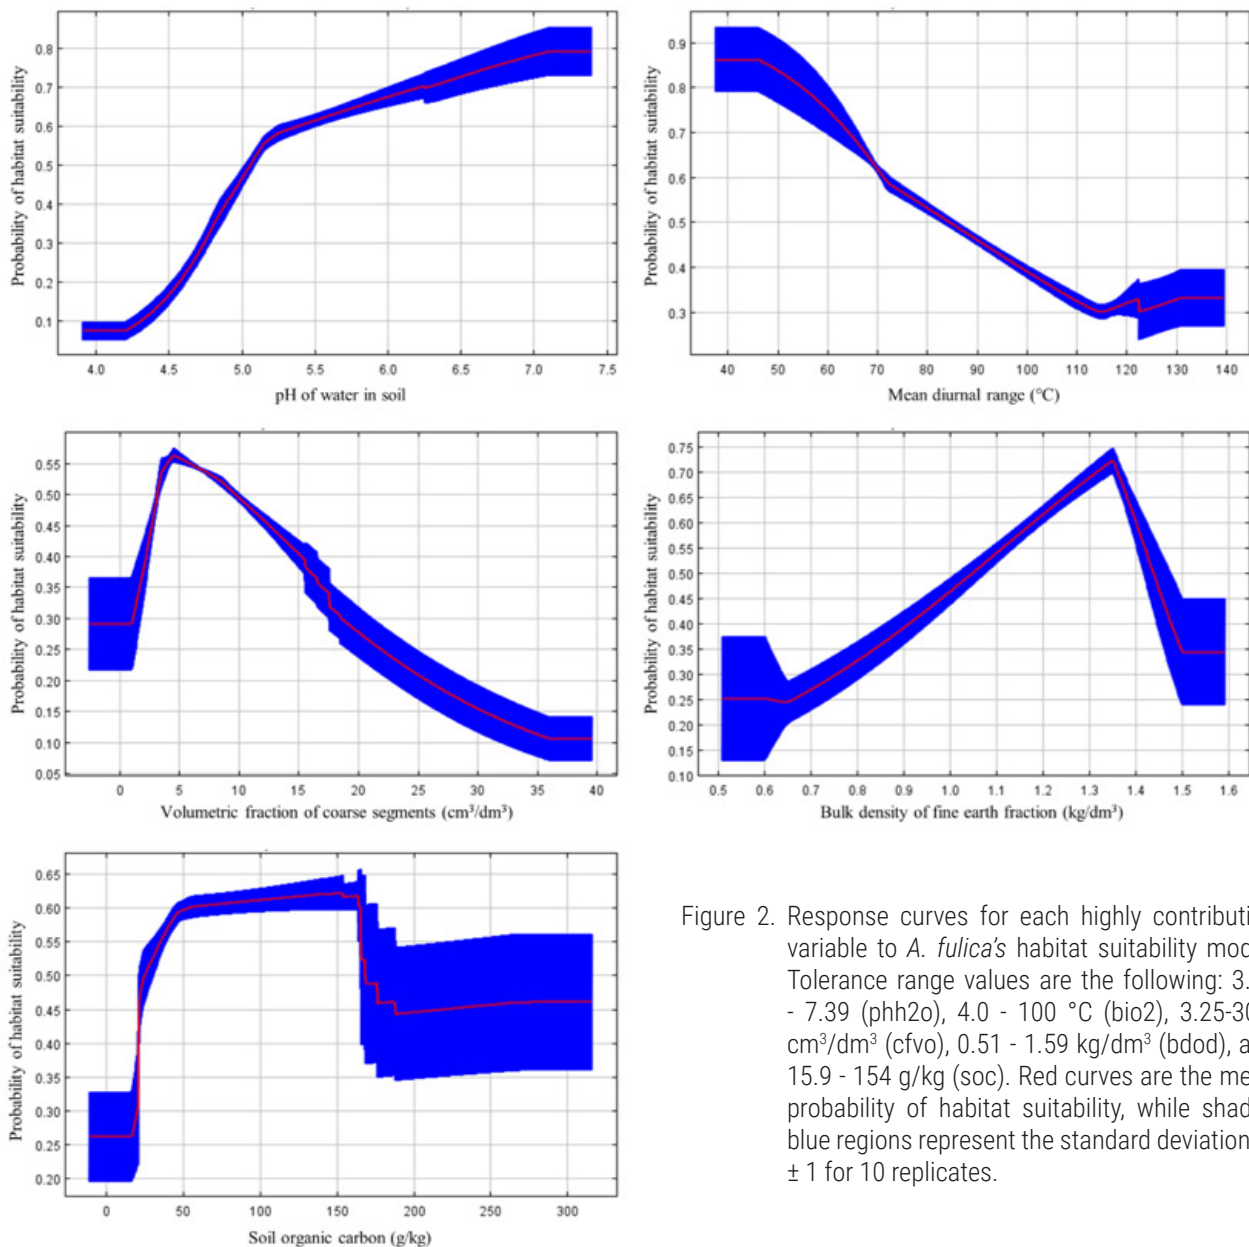 Probability of habitat suitability
0.8
0.7
0.6
0.5
0.4
0.3
0.2
0.1
4.0 4.5 5.0 5.5 6.0 6.5 7.0 7.5
pH of water in soil
Probability of habitat suitability
0.9
0.8
0.7
0.6
0.5
0.4
0.3
40 50 60 70 80 90 100 110 120 130 140
Mean diurnal range (°C)
Probability of habitat suitability
0.55
0.50
0.45
0.40
0.35
0.30
0.25
0.20
0.15
0.10
0.05
0 5 10 15 20 25 30 35 40
Volumetric fraction of coarse segments (cm³/dm³)
Probability of habitat suitability
0.75
0.70
0.65
0.60
0.55
0.50
0.45
0.40
0.35
0.30
0.25
0.20
0.15
0.10
0.5 0.6 0.7 0.8 0.9 1.0 1.1 1.2 1.3 1.4 1.5 1.6
Bulk density of fine earth fraction (kg/dm³)
Probability of habitat suitability
0.65
0.60
0.55
0.50
0.45
0.40
0.35
0.30
0.25
0.20
0 50 100 150 200 250 300
Soil organic carbon (g/kg)
Figure 2. Response curves for each highly contributi
variable to A. fulica's habitat suitability mod
Tolerance range values are the following: 3.
- 7.39 (phh2o), 4.0 - 100 °C (bio2), 3.25-30
cm³/dm³ (cfvo), 0.51 - 1.59 kg/dm³ (bdod), a
15.9 - 154 g/kg (soc). Red curves are the me
probability of habitat suitability, while shad
blue regions represent the standard deviation
± 1 for 10 replicates.